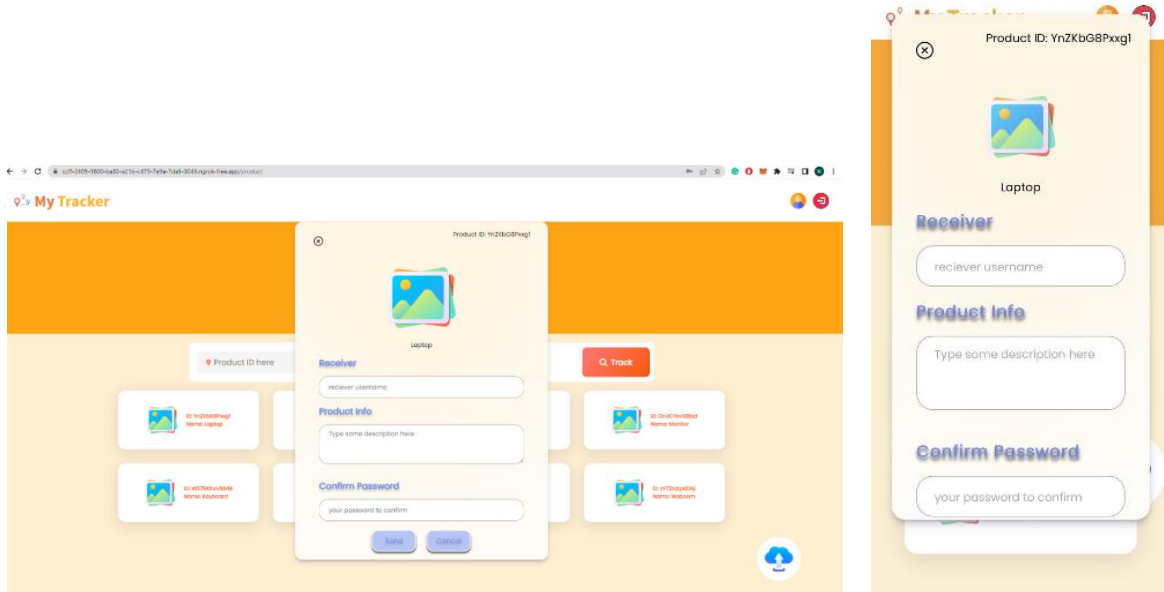 My Tracker
Product ID: YnZKbG8Pxxg1
Laptop
Receiver
reciever username
Product Info
Type some description here
Confirm Password
your password to confirm
Send
Cancel
Product ID here
Track
Name: Laptop
Name: Monitor
Name: Keyboard
Name: Webcam
My Tracker
Product ID: YnZKbG8Pxxg1
Laptop
Receiver
reciever username
Product Info
Type some description here
Confirm Password
your password to confirm